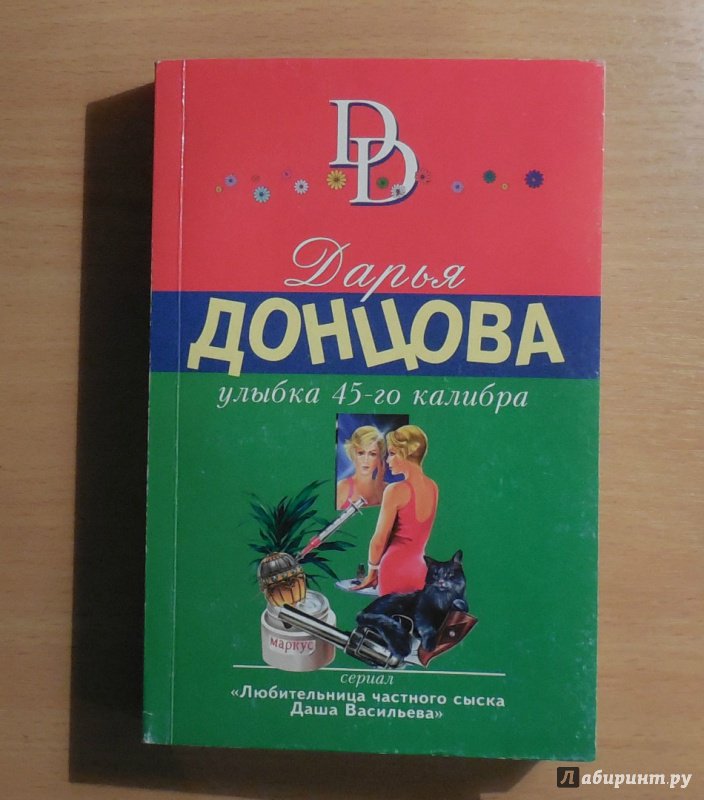 DD
Дарья
ДОНЦОВА
улыбка 45-го калибра
маркус
сериал
«Любительница частного сыска
Даша Васильева»
Лабиринт.ру